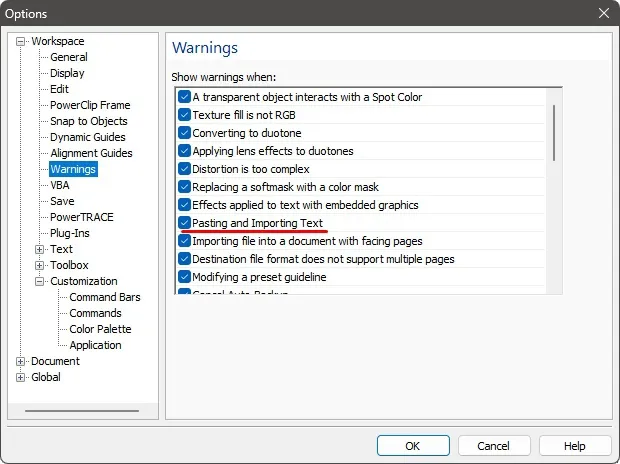 Options
Workspace
General
Display
Edit
PowerClip Frame
Snap to Objects
Dynamic Guides
Alignment Guides
Warnings
VBA
Save
PowerTRACE
Plug-Ins
Text
Toolbox
Customization
Command Bars
Commands
Color Palette
Application
Document
Global
Warnings
Show warnings when:
A transparent object interacts with a Spot Color
Texture fill is not RGB
Converting to duotone
Applying lens effects to duotones
Distortion is too complex
Replacing a softmask with a color mask
Effects applied to text with embedded graphics
Pasting and Importing Text
Importing file into a document with facing pages
Destination file format does not support multiple pages
Modifying a preset guideline
Cancel Auto-Backup
OK
Cancel
Help